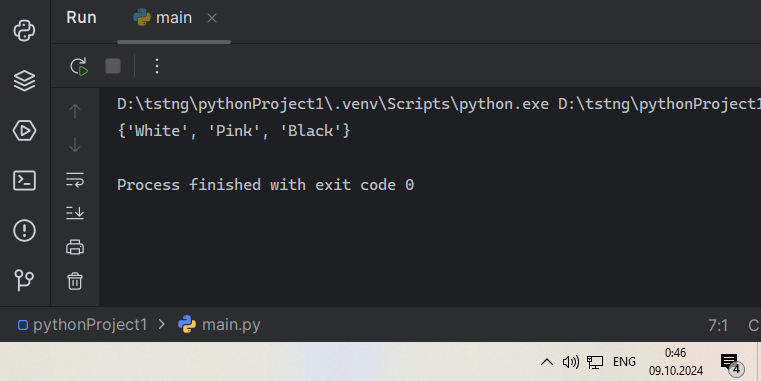 Run main
D:\tstng\pythonProject1\.venv\Scripts\python.exe D:\tstng\pythonProject1
{'White', 'Pink', 'Black'}
Process finished with exit code 0
pythonProject1 > main.py 7:1 C
ENG 0:46
09.10.2024 4